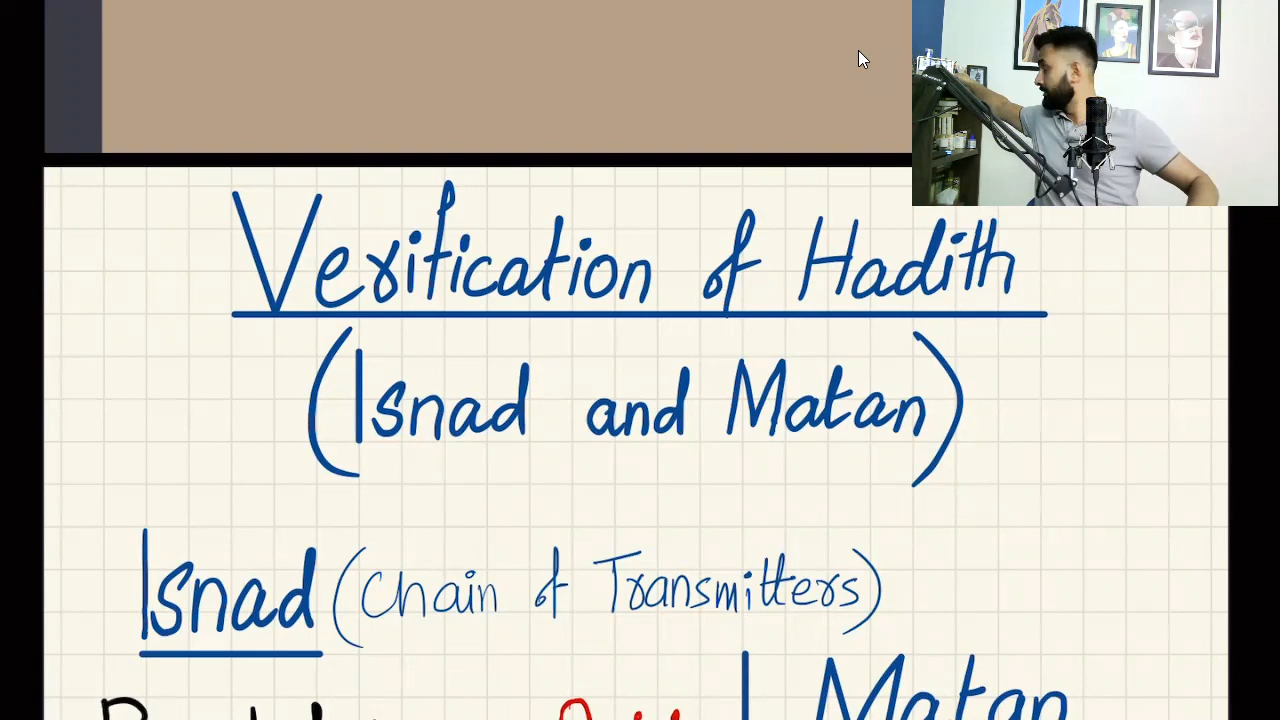 Verification of Hadith
(Isnad and Matan)
Isnad (Chain of Transmitters)
Matan